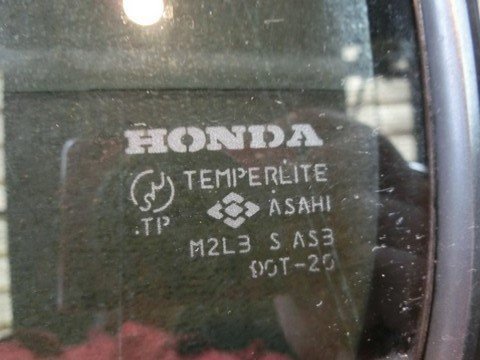 HONDA
TEMPERLITE
ASAHI
.TP
M2L3 S AS3
DOT-20